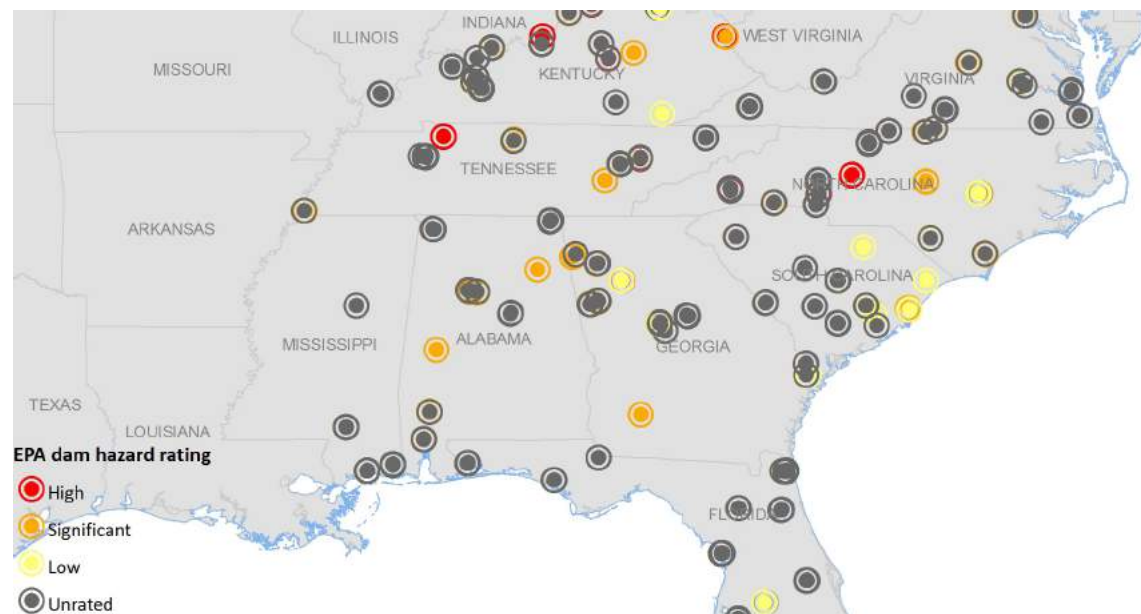 INDIANA
ILLINOIS
WEST VIRGINIA
MISSOURI
KENTUCKY
VIRGINIA
TENNESSEE
NORTH CAROLINA
ARKANSAS
SOUTH CAROLINA
MISSISSIPPI
ALABAMA
GEORGIA
TEXAS
LOUISIANA
FLORIDA
EPA dam hazard rating
High
Significant
Low
Unrated